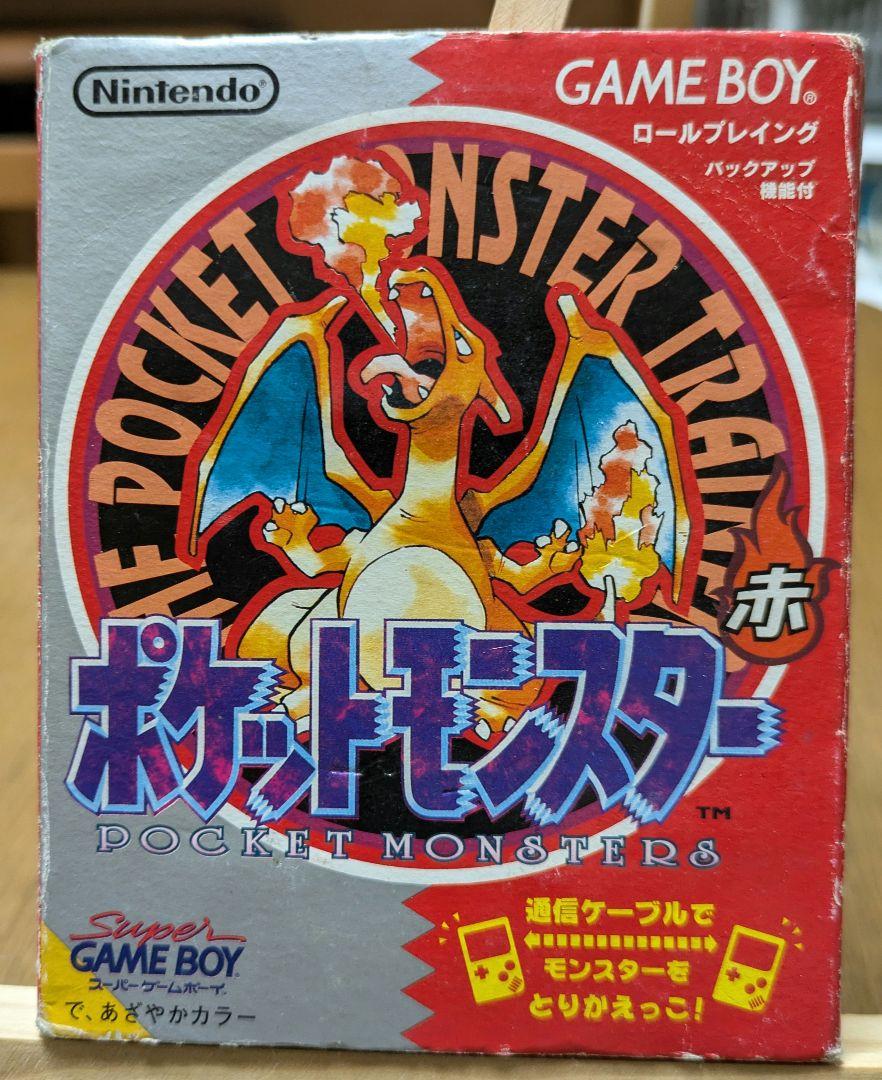 Nintendo®
GAME BOY®
ロールプレイング
バックアップ
機能付
POCKET MONSTER
赤
ポケットモンスター
TM
POCKET MONSTERS
Super
GAME BOY
スーパーゲームボーイ
で、あざやかカラー
通信ケーブルで
モンスターを
とりかえっこ!